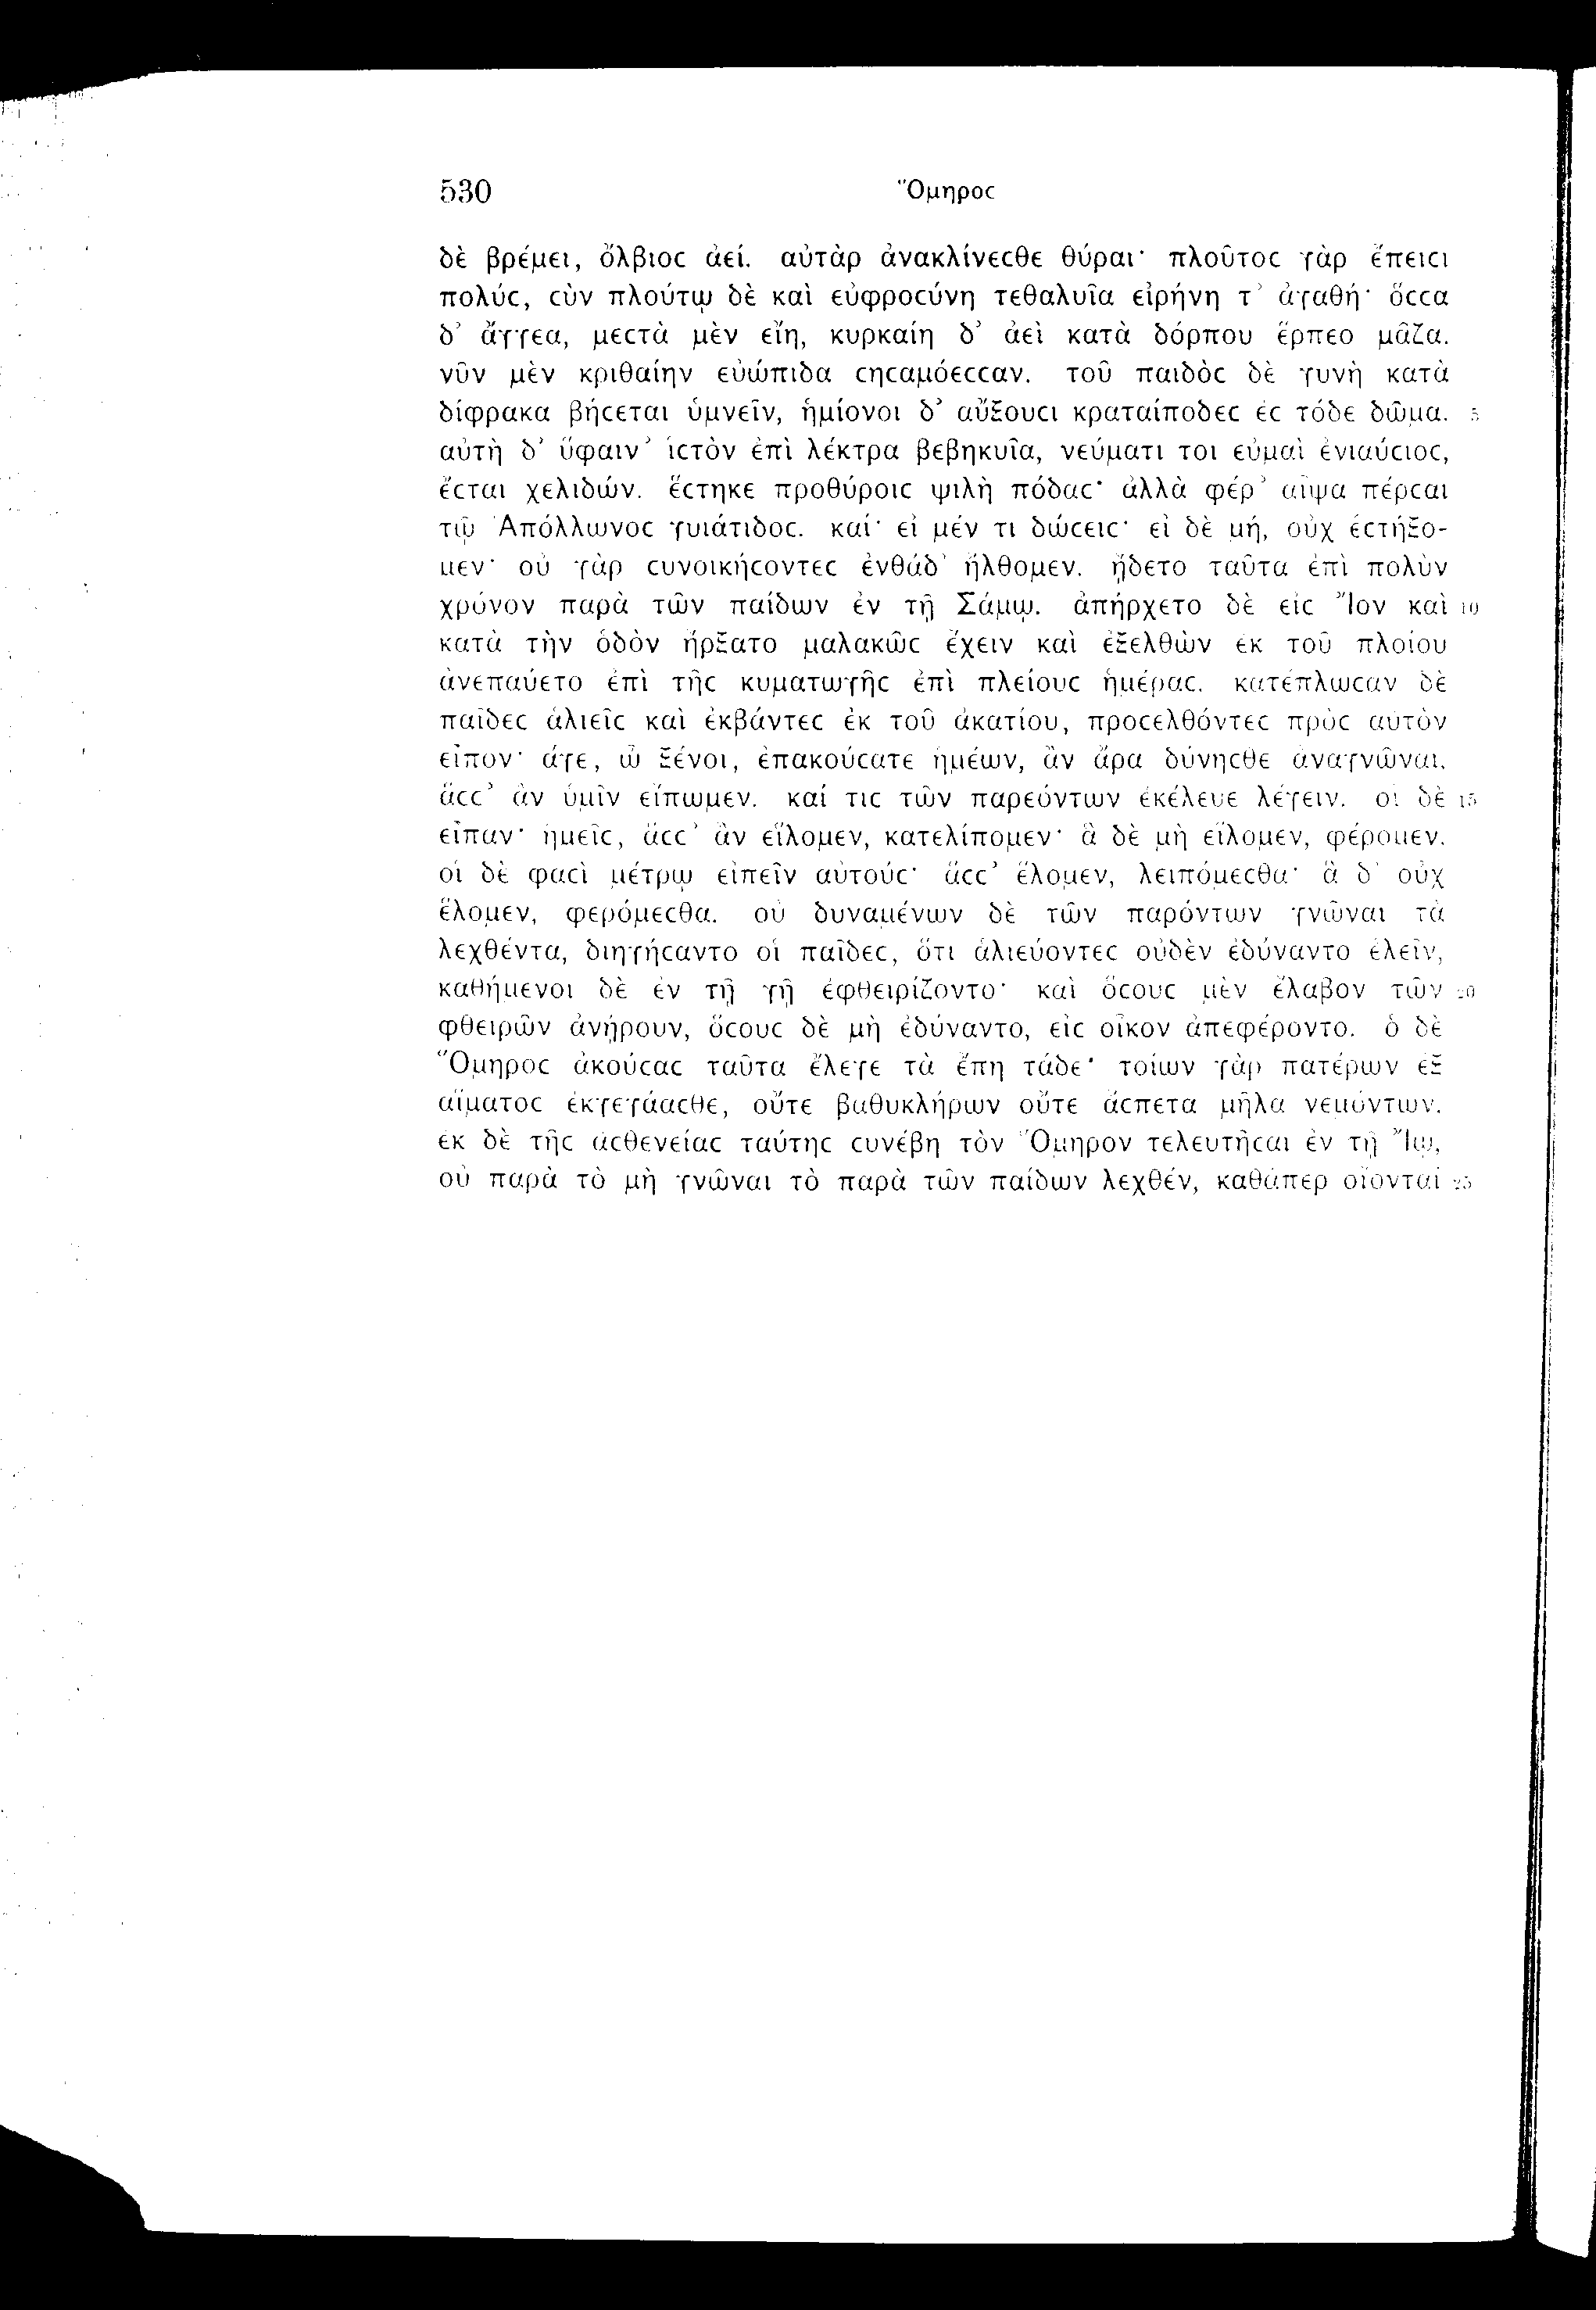 530 Ὅμηροϲ
δὲ βρέμει, ὄλβιοϲ ἀεί. αὐτὰρ ἀνακλίνεϲθε θύραι· πλοῦτοϲ γὰρ ἔπειϲι
πολύϲ, ϲὺν πλούτῳ δὲ καὶ εὐφροϲύνη τεθαλυῖα εἰρήνη τ’ ἀγαθή· ὅϲϲα
δ’ ἄγγεα, μεϲτὰ μὲν εἴη, κυρκαίη δ’ ἀεὶ κατὰ δόρπου ἕρπεο μᾶζα.
νῦν μὲν κριθαίην εὐώπιδα ϲηϲαμόεϲϲαν. τοῦ παιδὸϲ δὲ γυνὴ κατὰ
δίφρακα βήϲεται ὑμνεῖν, ἡμίονοι δ’ αὔξουϲι κραταίποδεϲ ἐϲ τόδε δῶμα. 5
αὐτὴ δ’ ὕφαιν’ ἱϲτὸν ἐπὶ λέκτρα βεβηκυῖα, νεύματι τοι εὐμαὶ ἐνιαύϲιοϲ,
ἔϲται χελιδών. ἕϲτηκε προθύροιϲ ψιλὴ πόδαϲ· ἀλλὰ φέρ’ αἶψα πέρϲαι
τῷ Ἀπόλλωνοϲ γυιάτιδοϲ. καί· εἰ μέν τι δώϲειϲ· εἰ δὲ μή, οὐχ ἑϲτήξο-
μεν· οὐ γὰρ ϲυνοικήϲοντεϲ ἐνθάδ’ ἤλθομεν. ᾔδετο ταῦτα ἐπὶ πολὺν
χρόνον παρὰ τῶν παίδων ἐν τῇ Σάμῳ. ἀπήρχετο δὲ εἰϲ Ἴον καὶ 10
κατὰ τὴν ὁδὸν ἤρξατο μαλακῶϲ ἔχειν καὶ ἐξελθὼν ἐκ τοῦ πλοίου
ἀνεπαύετο ἐπὶ τῆϲ κυματωγῆϲ ἐπὶ πλείουϲ ἡμέραϲ. κατέπλωϲαν δὲ
παῖδεϲ ἁλιεῖϲ καὶ ἐκβάντεϲ ἐκ τοῦ ἀκατίου, προϲελθόντεϲ πρὸϲ αὐτὸν
εἶπον· ἄγε, ὦ ξένοι, ἐπακούϲατε ἡμέων, ἂν ἄρα δύνηϲθε ἀναγνῶναι,
ἅϲϲ’ ἂν ὑμῖν εἴπωμεν. καί τιϲ τῶν παρεόντων ἐκέλευε λέγειν. οἱ δὲ 15
εἶπαν· ἡμεῖϲ, ἅϲϲ’ ἂν εἵλομεν, κατελίπομεν· ἃ δὲ μὴ εἵλομεν, φέρομεν.
οἱ δὲ φαϲὶ μέτρῳ εἰπεῖν αὐτούϲ· ἅϲϲ’ ἕλομεν, λειπόμεϲθα· ἃ δ’ οὐχ
ἕλομεν, φερόμεϲθα. οὐ δυναμένων δὲ τῶν παρόντων γνῶναι τὰ
λεχθέντα, διηγήϲαντο οἱ παῖδεϲ, ὅτι ἁλιεύοντεϲ οὐδὲν ἐδύναντο ἑλεῖν,
καθήμενοι δὲ ἐν τῇ γῇ ἐφθειρίζοντο· καὶ ὅϲουϲ μὲν ἔλαβον τῶν 20
φθειρῶν ἀνῄρουν, ὅϲουϲ δὲ μὴ ἐδύναντο, εἰϲ οἶκον ἀπεφέροντο. ὁ δὲ
Ὅμηροϲ ἀκούϲαϲ ταῦτα ἔλεγε τὰ ἔπη τάδε· τοίων γὰρ πατέρων ἐξ
αἵματοϲ ἐκγεγάαϲθε, οὔτε βαθυκλήρων οὔτε ἄϲπετα μῆλα νεμόντων.
ἐκ δὲ τῆϲ ἀϲθενείαϲ ταύτηϲ ϲυνέβη τὸν Ὅμηρον τελευτῆϲαι ἐν τῇ Ἴῳ,
οὐ παρὰ τὸ μὴ γνῶναι τὸ παρὰ τῶν παίδων λεχθέν, καθάπερ οἴονταί 25